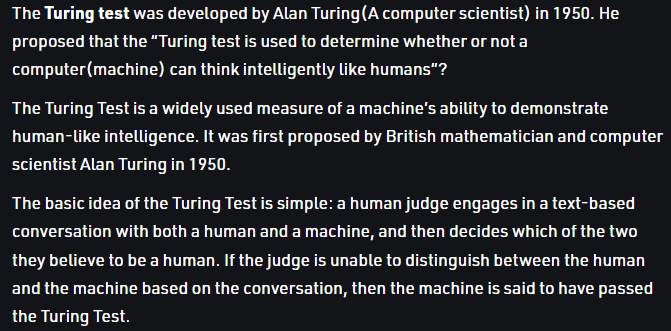 The Turing test was developed by Alan Turing(A computer scientist) in 1950. He
proposed that the “Turing test is used to determine whether or not a
computer(machine) can think intelligently like humans”?
The Turing Test is a widely used measure of a machine’s ability to demonstrate
human-like intelligence. It was first proposed by British mathematician and computer
scientist Alan Turing in 1950.
The basic idea of the Turing Test is simple: a human judge engages in a text-based
conversation with both a human and a machine, and then decides which of the two
they believe to be a human. If the judge is unable to distinguish between the human
and the machine based on the conversation, then the machine is said to have passed
the Turing Test.